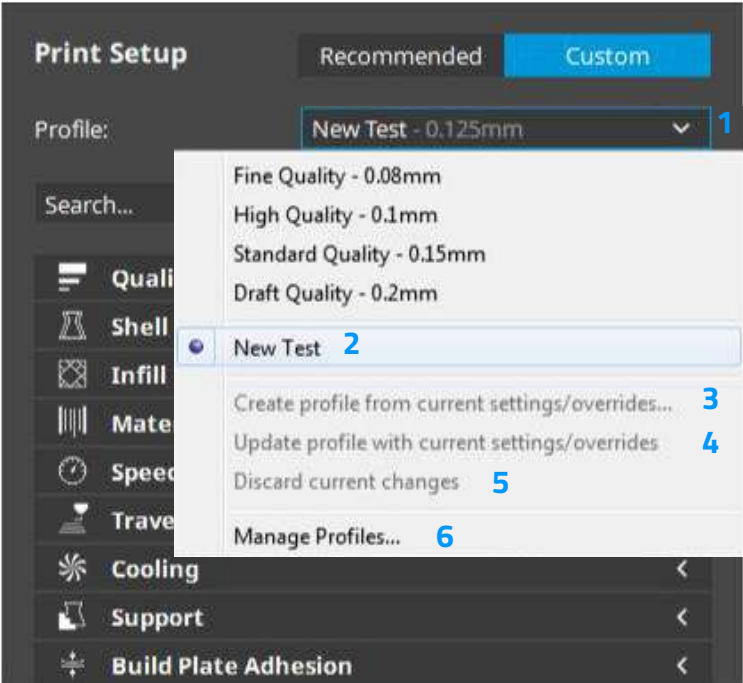 Print Setup Recommended Custom
Profile: New Test - 0.125mm 1
Fine Quality - 0.08mm
Search...
High Quality - 0.1mm
Standard Quality - 0.15mm
Quali
Draft Quality - 0.2mm
Shell
New Test 2
Infill
Create profile from current settings/overrides... 3
Mate
Update profile with current settings/overrides 4
Speed
Discard current changes 5
Trave
Manage Profiles... 6
Cooling
Support
Build Plate Adhesion